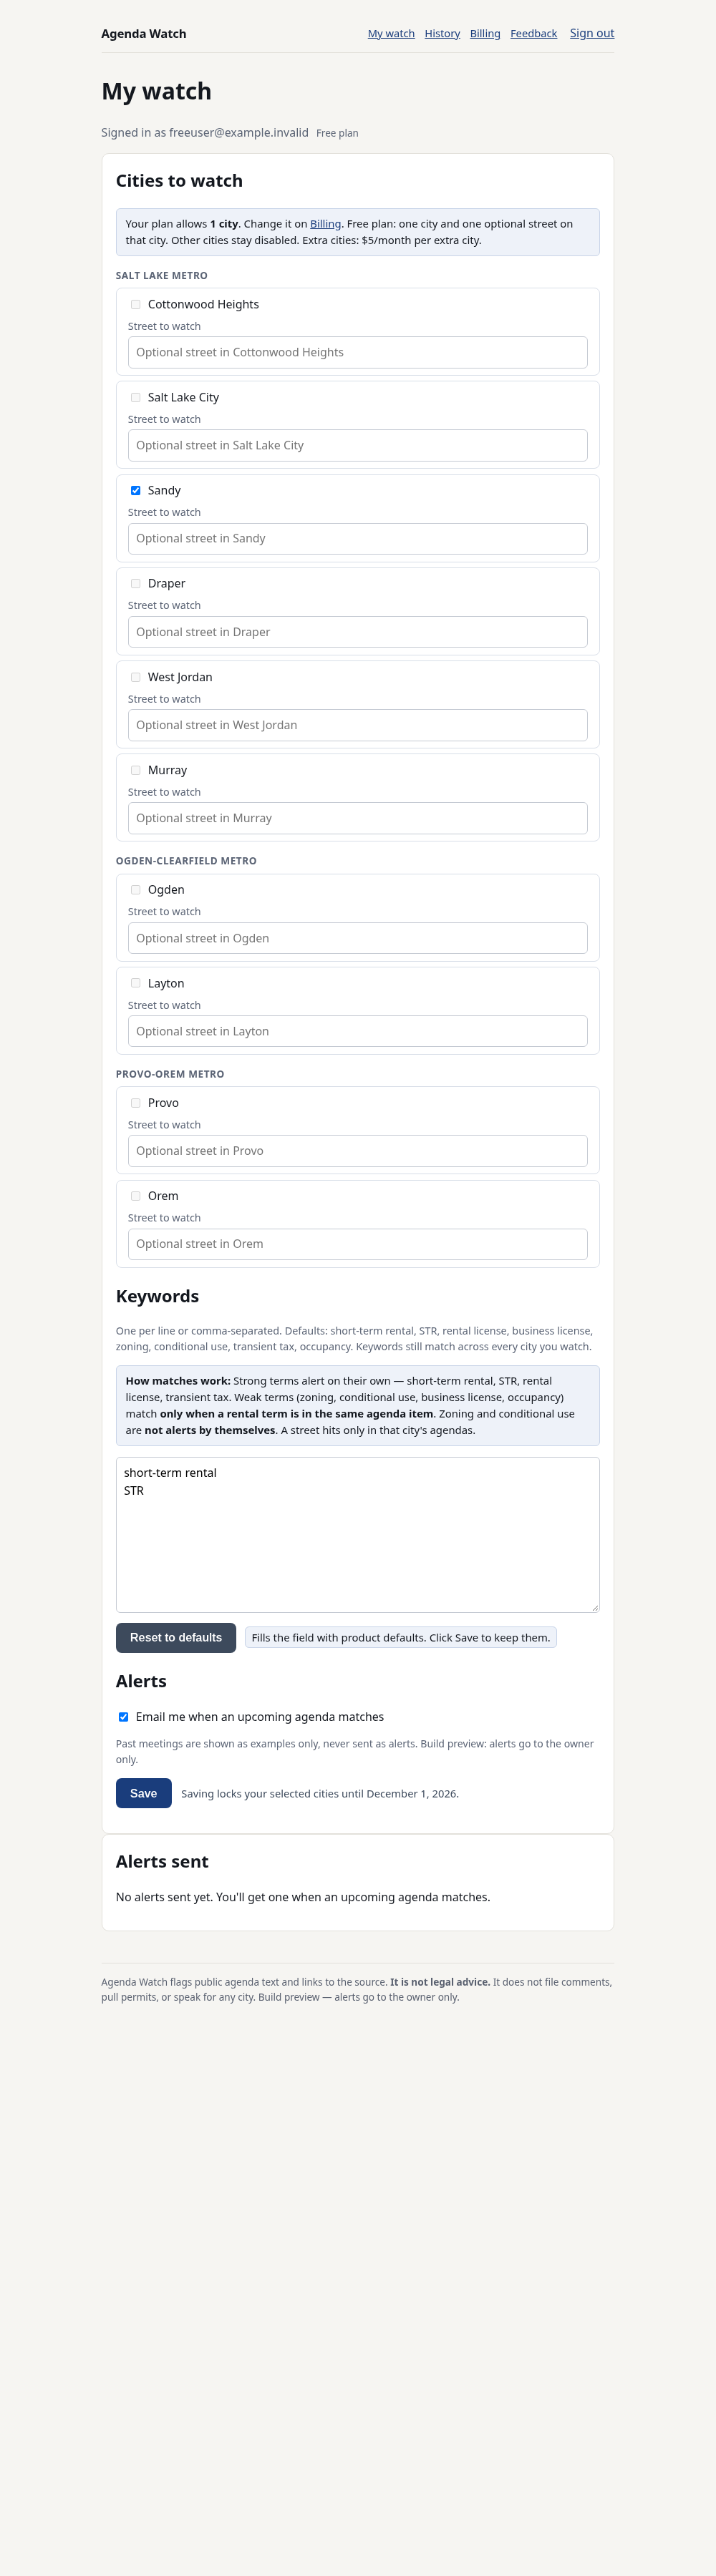 Agenda Watch
My watch History Billing Feedback Sign out
My watch
Signed in as freeuser@example.invalid Free plan
Cities to watch
Your plan allows 1 city. Change it on Billing. Free plan: one city and one optional street on
that city. Other cities stay disabled. Extra cities: $5/month per extra city.
SALT LAKE METRO
Cottonwood Heights
Street to watch
Optional street in Cottonwood Heights
Salt Lake City
Street to watch
Optional street in Salt Lake City
Sandy
Street to watch
Optional street in Sandy
Draper
Street to watch
Optional street in Draper
West Jordan
Street to watch
Optional street in West Jordan
Murray
Street to watch
Optional street in Murray
OGDEN-CLEARFIELD METRO
Ogden
Street to watch
Optional street in Ogden
Layton
Street to watch
Optional street in Layton
PROVO-OREM METRO
Provo
Street to watch
Optional street in Provo
Orem
Street to watch
Optional street in Orem
Keywords
One per line or comma-separated. Defaults: short-term rental, STR, rental license, business license,
zoning, conditional use, transient tax, occupancy. Keywords still match across every city you watch.
How matches work: Strong terms alert on their own — short-term rental, STR, rental
license, transient tax. Weak terms (zoning, conditional use, business license, occupancy)
match only when a rental term is in the same agenda item. Zoning and conditional use
are not alerts by themselves. A street hits only in that city's agendas.
short-term rental
STR
Reset to defaults Fills the field with product defaults. Click Save to keep them.
Alerts
Email me when an upcoming agenda matches
Past meetings are shown as examples only, never sent as alerts. Build preview: alerts go to the owner
only.
Save Saving locks your selected cities until December 1, 2026.
Alerts sent
No alerts sent yet. You'll get one when an upcoming agenda matches.
Agenda Watch flags public agenda text and links to the source. It is not legal advice. It does not file comments,
pull permits, or speak for any city. Build preview — alerts go to the owner only.